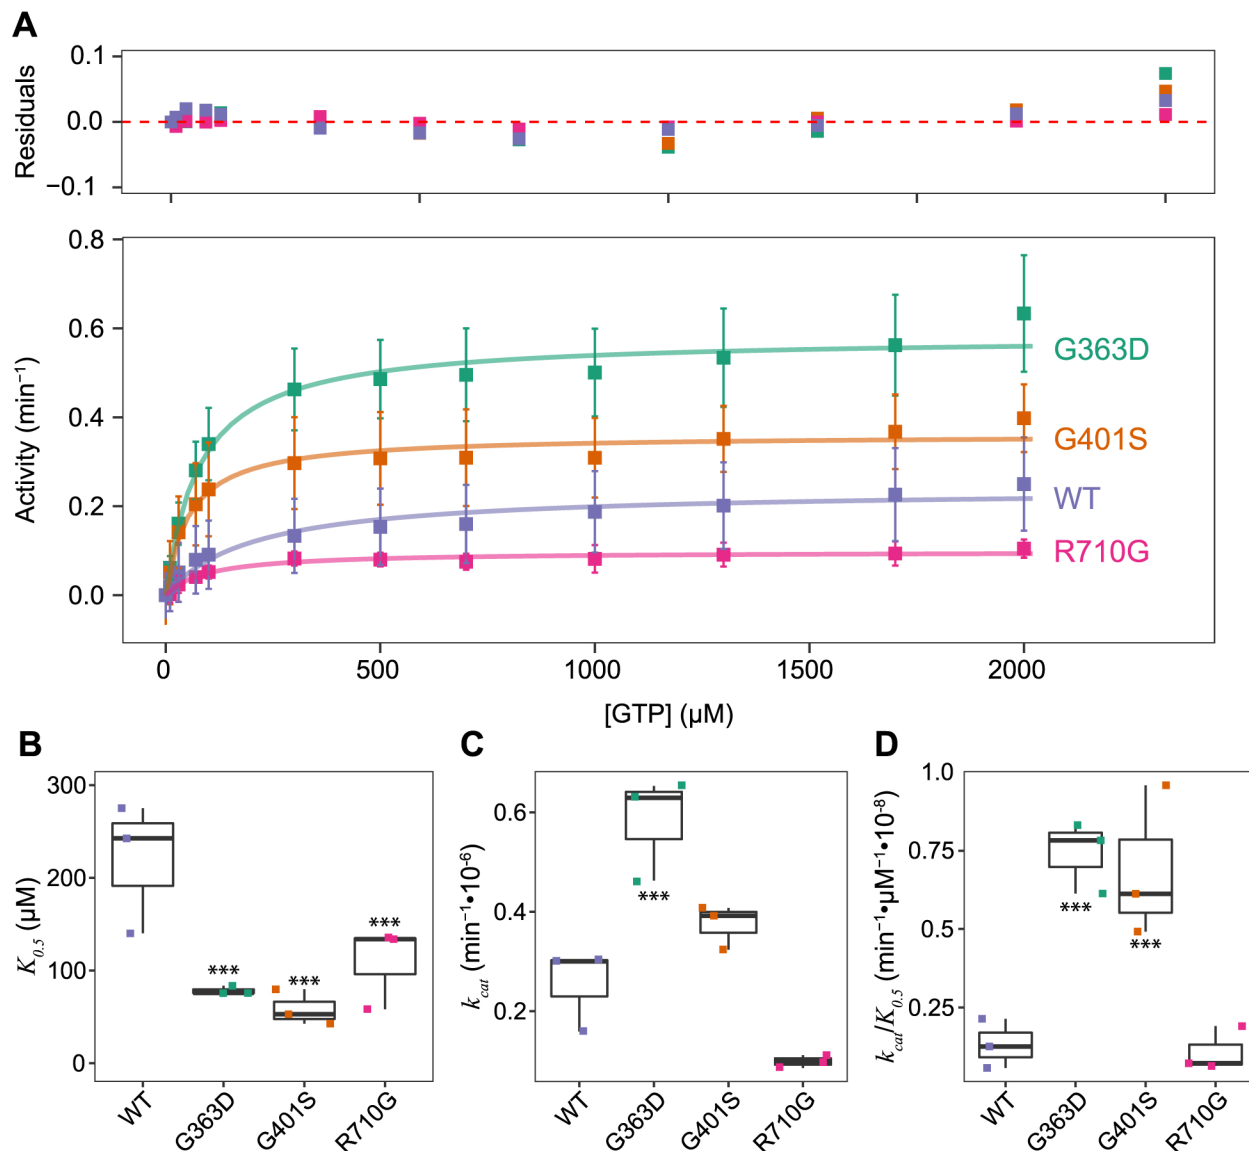 A
Residuals
0.1
0.0
−0.1
Activity (min⁻¹)
0.8
0.6
0.4
0.2
0.0
G363D
G401S
WT
R710G
0
500
1000
1500
2000
[GTP] (µM)
B
K0.5 (µM)
300
200
100
0
***
***
***
WT
G363D
G401S
R710G
C
kcat (min⁻¹•10⁻⁶)
0.6
0.4
0.2
***
WT
G363D
G401S
R710G
D
kcat/K0.5 (min⁻¹•µM⁻¹•10⁻⁸)
1.0
0.75
0.5
0.25
***
***
WT
G363D
G401S
R710G